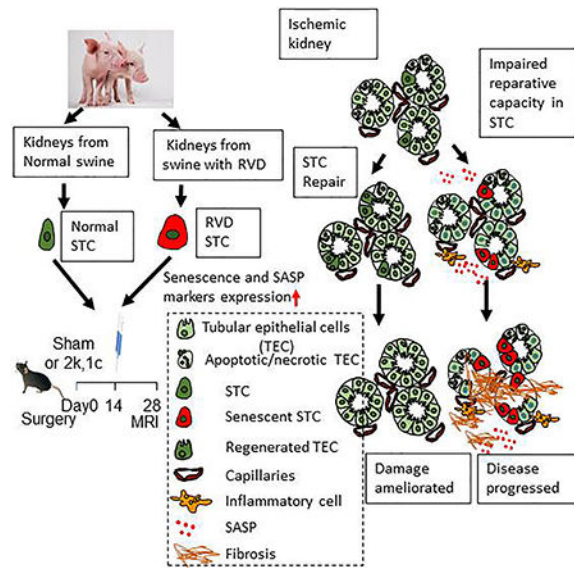 Ischemic
kidney
Impaired
reparative
capacity in
STC
Kidneys from
Normal swine
Kidneys from
swine with RVD
STC
Repair
Normal
STC
RVD
STC
Senescence and SASP
markers expression
Sham
or 2k,1c
Surgery
Day0 14 28
MRI
Tubular epithelial cells
(TEC)
Apoptotic/necrotic TEC
STC
Senescent STC
Regenerated TEC
Capillaries
Inflammatory cell
SASP
Fibrosis
Damage
ameliorated
Disease
progressed